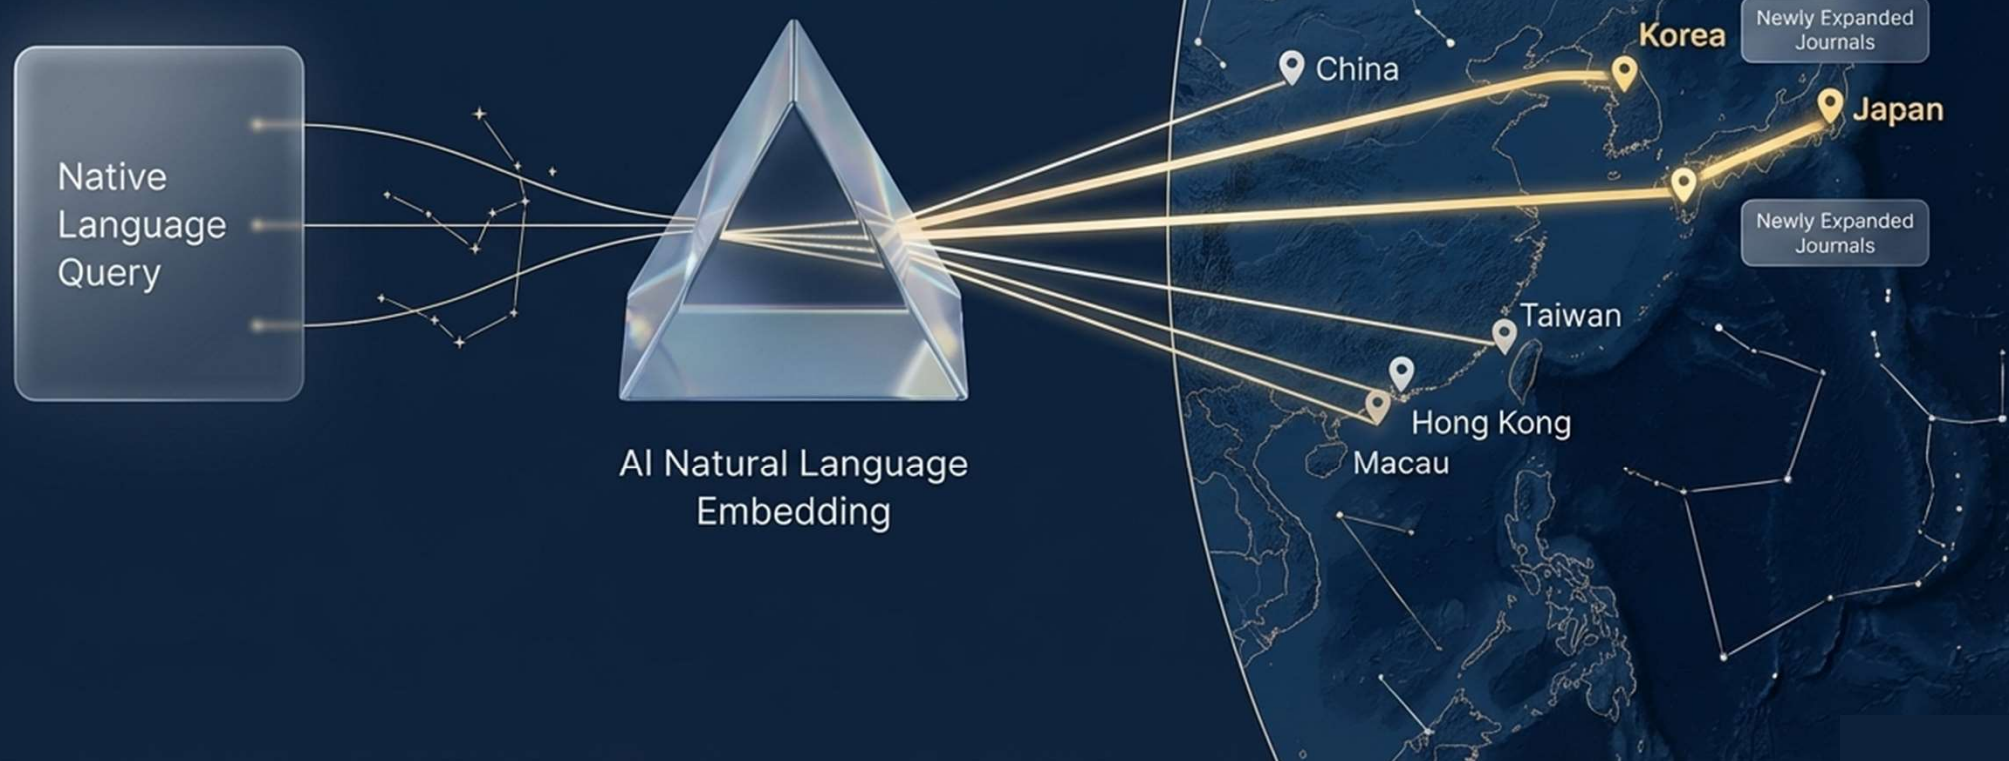 Native
Language
Query
AI Natural Language
Embedding
China
Korea
Newly Expanded
Journals
Japan
Newly Expanded
Journals
Taiwan
Hong Kong
Macau